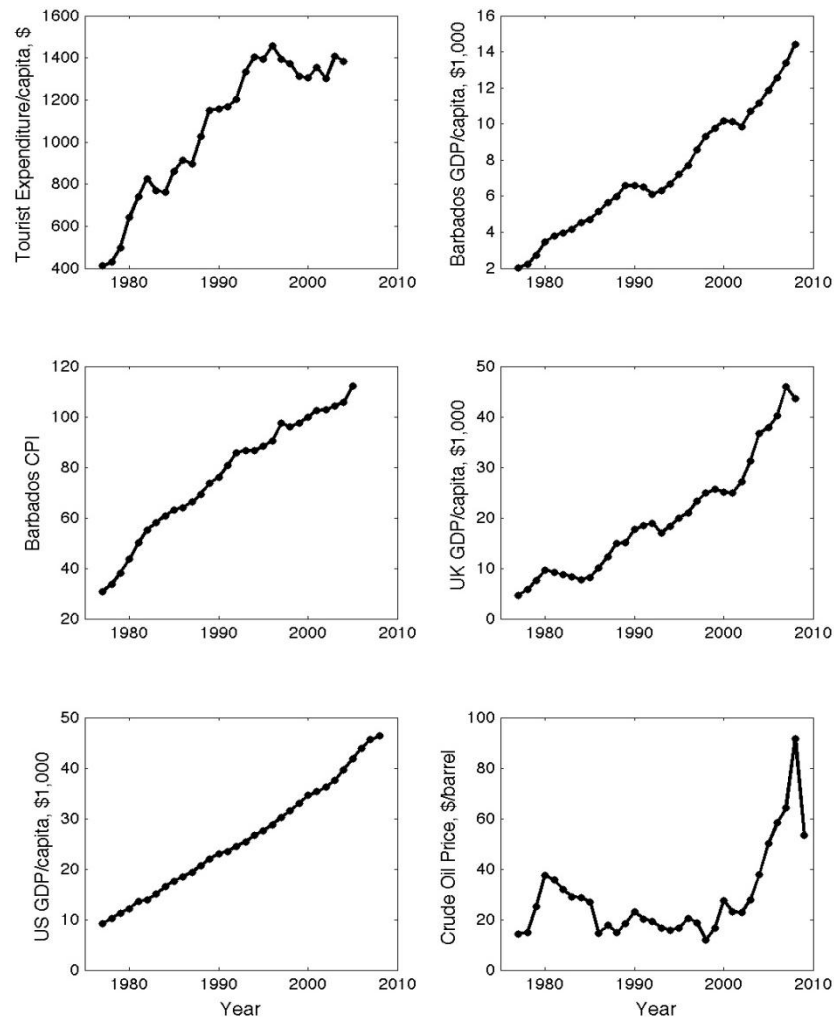 Tourist Expenditure/capita, $
1600
1400
1200
1000
800
600
400
1980 1990 2000 2010
Barbados GDP/capita, $1,000
16
14
12
10
8
6
4
2
1980 1990 2000 2010
Barbados CPI
120
100
80
60
40
20
1980 1990 2000 2010
UK GDP/capita, $1,000
50
40
30
20
10
0
1980 1990 2000 2010
US GDP/capita, $1,000
50
40
30
20
10
0
1980 1990 2000 2010
Year
Crude Oil Price, $/barrel
100
80
60
40
20
0
1980 1990 2000 2010
Year